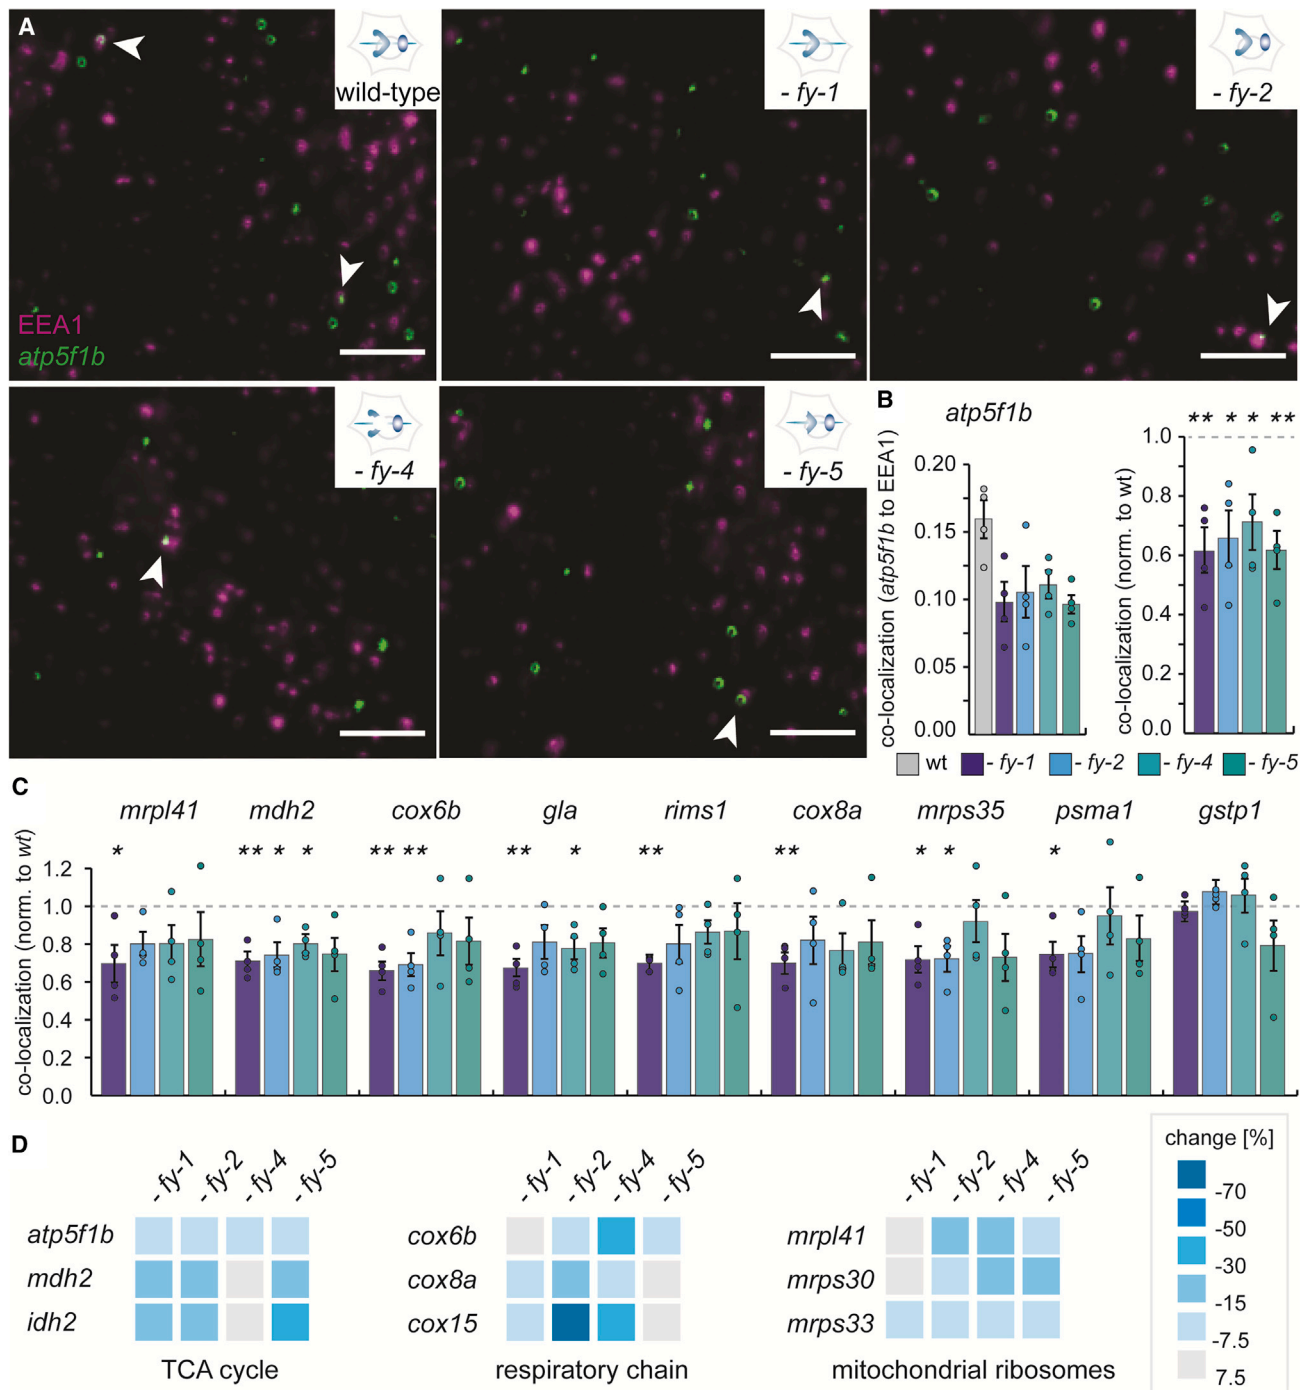 A
wild-type
- fy-1
- fy-2
EEA1
atp5f1b
- fy-4
- fy-5
B
atp5f1b
co-localization (atp5f1b to EEA1)
0.20
0.15
0.10
0.05
0.00
** * * **
co-localization (norm. to wt)
1.0
0.8
0.6
0.4
0.2
0.0
wt - fy-1 - fy-2 - fy-4 - fy-5
C
mrpl41 mdh2 cox6b gla rims1 cox8a mrps35 psma1 gstp1
* ** * * ** ** ** * ** ** * * *
co-localization (norm. to wt)
1.2
1.0
0.8
0.6
0.4
0.2
0.0
D
- fy-1 - fy-2 - fy-4 - fy-5
atp5f1b
mdh2
idh2
TCA cycle
- fy-1 - fy-2 - fy-4 - fy-5
cox6b
cox8a
cox15
respiratory chain
- fy-1 - fy-2 - fy-4 - fy-5
mrpl41
mrps30
mrps33
mitochondrial ribosomes
change [%]
-70
-50
-30
-15
-7.5
7.5